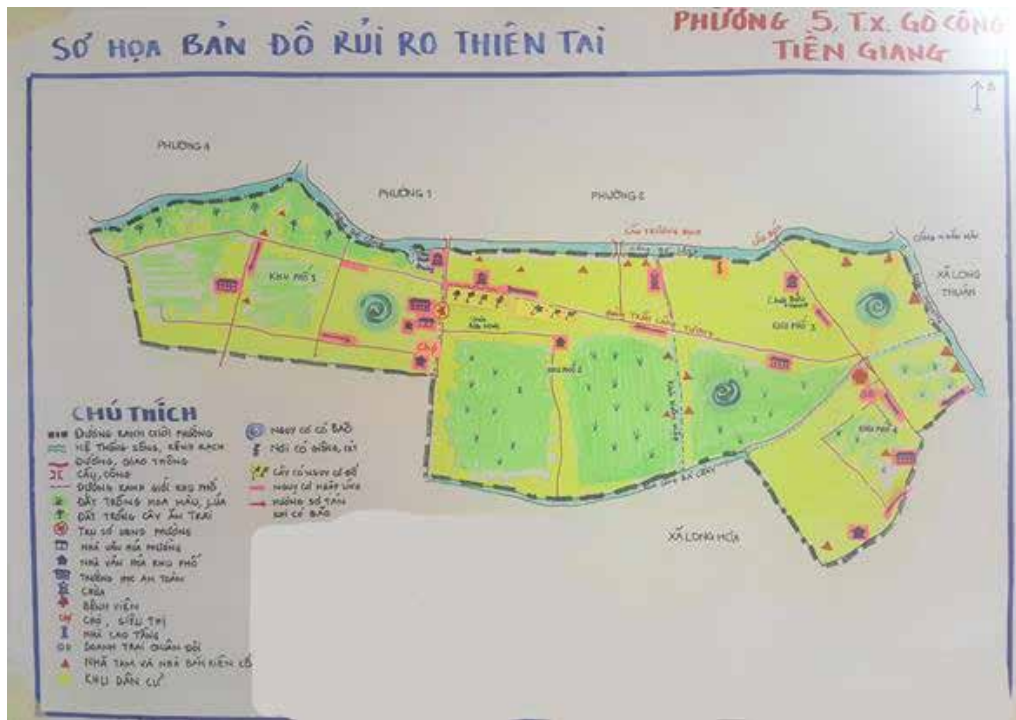 SƠ HỌA BẢN ĐỒ RỦI RO THIÊN TAI
PHƯỜNG 5, T.X. GÒ CÔNG
TIỀN GIANG
B
PHƯỜNG 4
PHƯỜNG 1
PHƯỜNG 2
CẦU TRƯƠNG ĐỊNH
XÃ LONG
THUẬN
KHU PHỐ 1
KHU PHỐ 3
KHU PHỐ 2
KHU PHỐ 4
Chợ
XÃ LONG HÒA
CHÚ THÍCH
ĐƯỜNG RANH GIỚI PHƯỜNG
HỆ THỐNG SÔNG, KÊNH RẠCH
ĐƯỜNG, GIAO THÔNG
CẦU, CỐNG
ĐƯỜNG RANH GIỚI KHU PHỐ
ĐẤT TRỒNG HOA MÀU, LÚA
ĐẤT TRỒNG CÂY ĂN TRÁI
TRỤ SỞ UBND PHƯỜNG
NHÀ VĂN HÓA PHƯỜNG
NHÀ VĂN HÓA KHU PHỐ
TRƯỜNG HỌC AN TOÀN
CHÙA
BỆNH VIỆN
CHỢ, SIÊU THỊ
NHÀ CAO TẦNG
DOANH TRẠI QUÂN ĐỘI
NHÀ TẠM VÀ NHÀ BÁN KIÊN CỐ
KHU DÂN CƯ
NGUY CƠ CÓ BÃO
NƠI CÓ GIÔNG, SÉT
CÂY CÓ NGUY CƠ ĐỔ
NGUY CƠ NGẬP ÚNG
HƯỚNG SƠ TÁN
KHI CÓ BÃO